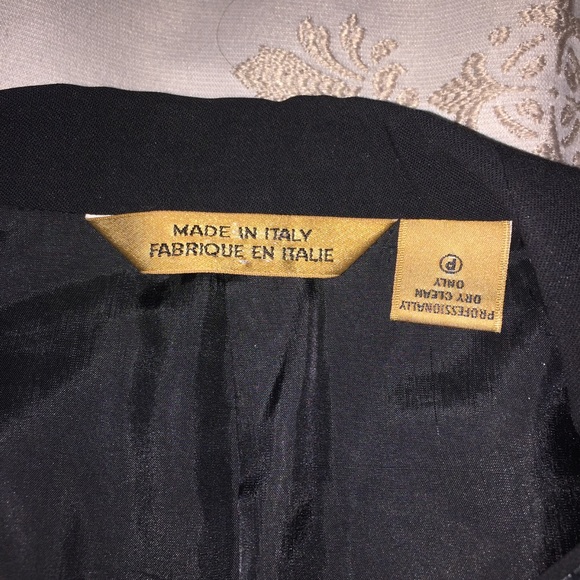 MADE IN ITALY
FABRIQUE EN ITALIE
PROFESSIONALLY
DRY CLEAN
ONLY
P